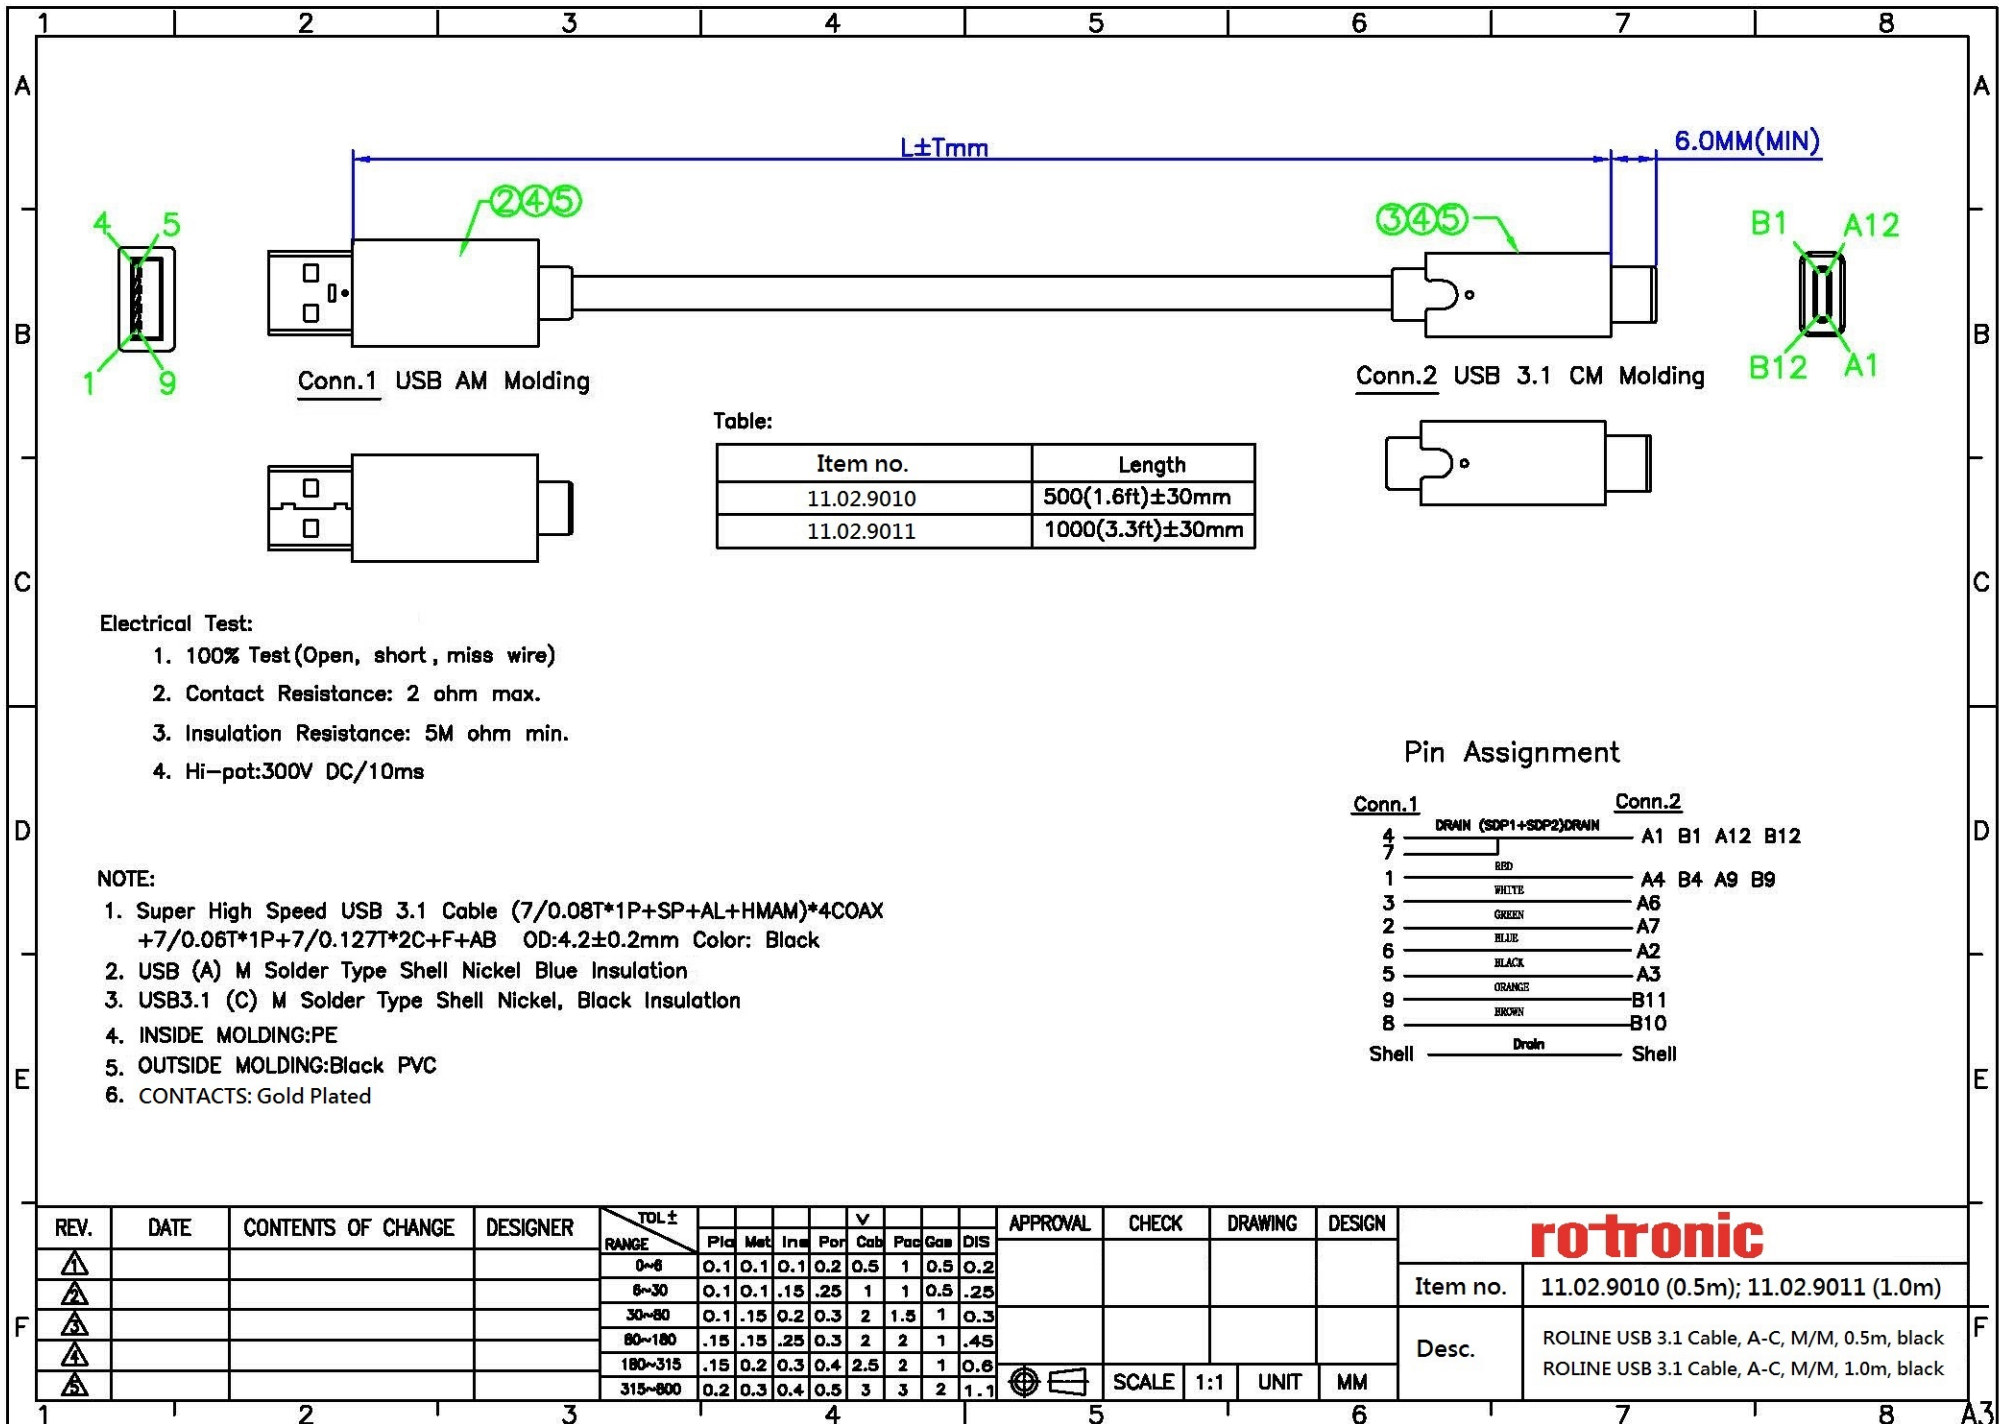 1 2 3 4 5 6 7 8
A A
L±Tmm
6.0MM(MIN)
②④⑤
③④⑤
4 5
B1 A12
B B
1 9
B12 A1
Conn.1 USB AM Molding
Conn.2 USB 3.1 CM Molding
Table:
Item no. Length
11.02.9010 500(1.6ft)±30mm
11.02.9011 1000(3.3ft)±30mm
C C
Electrical Test:
1. 100% Test(Open, short, miss wire)
2. Contact Resistance: 2 ohm max.
3. Insulation Resistance: 5M ohm min.
4. Hi-pot:300V DC/10ms
Pin Assignment
Conn.1 Conn.2
D D
4 DRAIN (SDP1+SDP2)DRAIN A1 B1 A12 B12
7
1 RED A4 B4 A9 B9
3 WHITE A6
2 GREEN A7
6 BLUE A2
5 BLACK A3
9 ORANGE B11
8 BROWN B10
Shell Drain Shell
NOTE:
1. Super High Speed USB 3.1 Cable (7/0.08T*1P+SP+AL+HMAM)*4COAX
+7/0.06T*1P+7/0.127T*2C+F+AB OD:4.2±0.2mm Color: Black
2. USB (A) M Solder Type Shell Nickel Blue Insulation
3. USB3.1 (C) M Solder Type Shell Nickel, Black Insulation
4. INSIDE MOLDING:PE
5. OUTSIDE MOLDING:Black PVC
6. CONTACTS: Gold Plated
E E
REV. DATE CONTENTS OF CHANGE DESIGNER
1
2
3
4
5
TOL± V
RANGE Pla Met Ins Por Cab Pac Gas DIS
0~6 0.1 0.1 0.1 0.2 0.5 1 0.5 0.2
6~30 0.1 0.1 .15 .25 1 1 0.5 .25
30~80 0.1 .15 0.2 0.3 2 1.5 1 0.3
80~180 .15 .15 .25 0.3 2 2 1 .45
180~315 .15 0.2 0.3 0.4 2.5 2 1 0.6
315~800 0.2 0.3 0.4 0.5 3 3 2 1.1
APPROVAL CHECK DRAWING DESIGN
SCALE 1:1 UNIT MM
rotronic
Item no. 11.02.9010 (0.5m); 11.02.9011 (1.0m)
Desc.
ROLINE USB 3.1 Cable, A-C, M/M, 0.5m, black
ROLINE USB 3.1 Cable, A-C, M/M, 1.0m, black
F F
1 2 3 4 5 6 7 8 A3